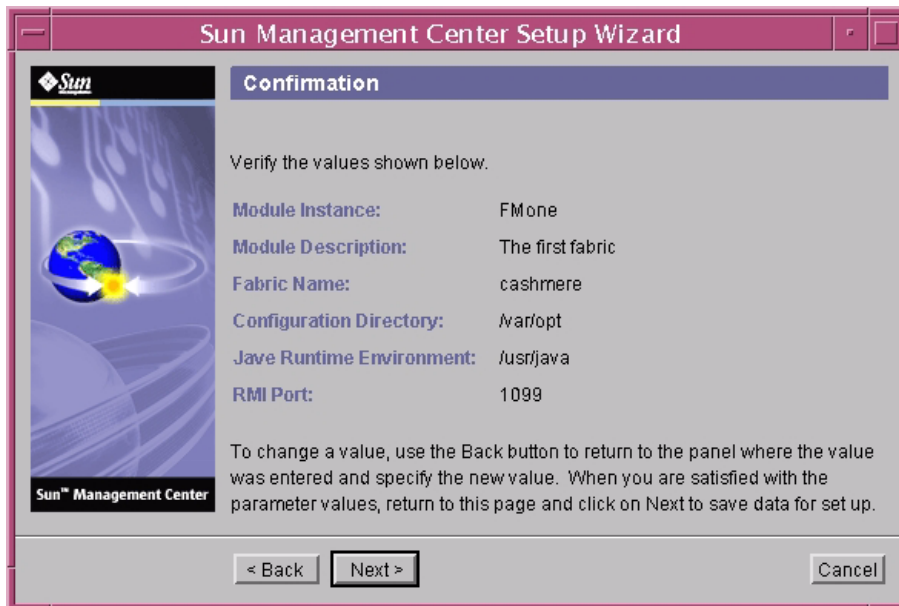 Sun Management Center Setup Wizard
Sun
Confirmation
Verify the values shown below.
Module Instance: FMone
Module Description: The first fabric
Fabric Name: cashmere
Configuration Directory: /var/opt
Jave Runtime Environment: /usr/java
RMI Port: 1099
To change a value, use the Back button to return to the panel where the value
was entered and specify the new value. When you are satisfied with the
parameter values, return to this page and click on Next to save data for set up.
Sun™ Management Center
< Back Next > Cancel